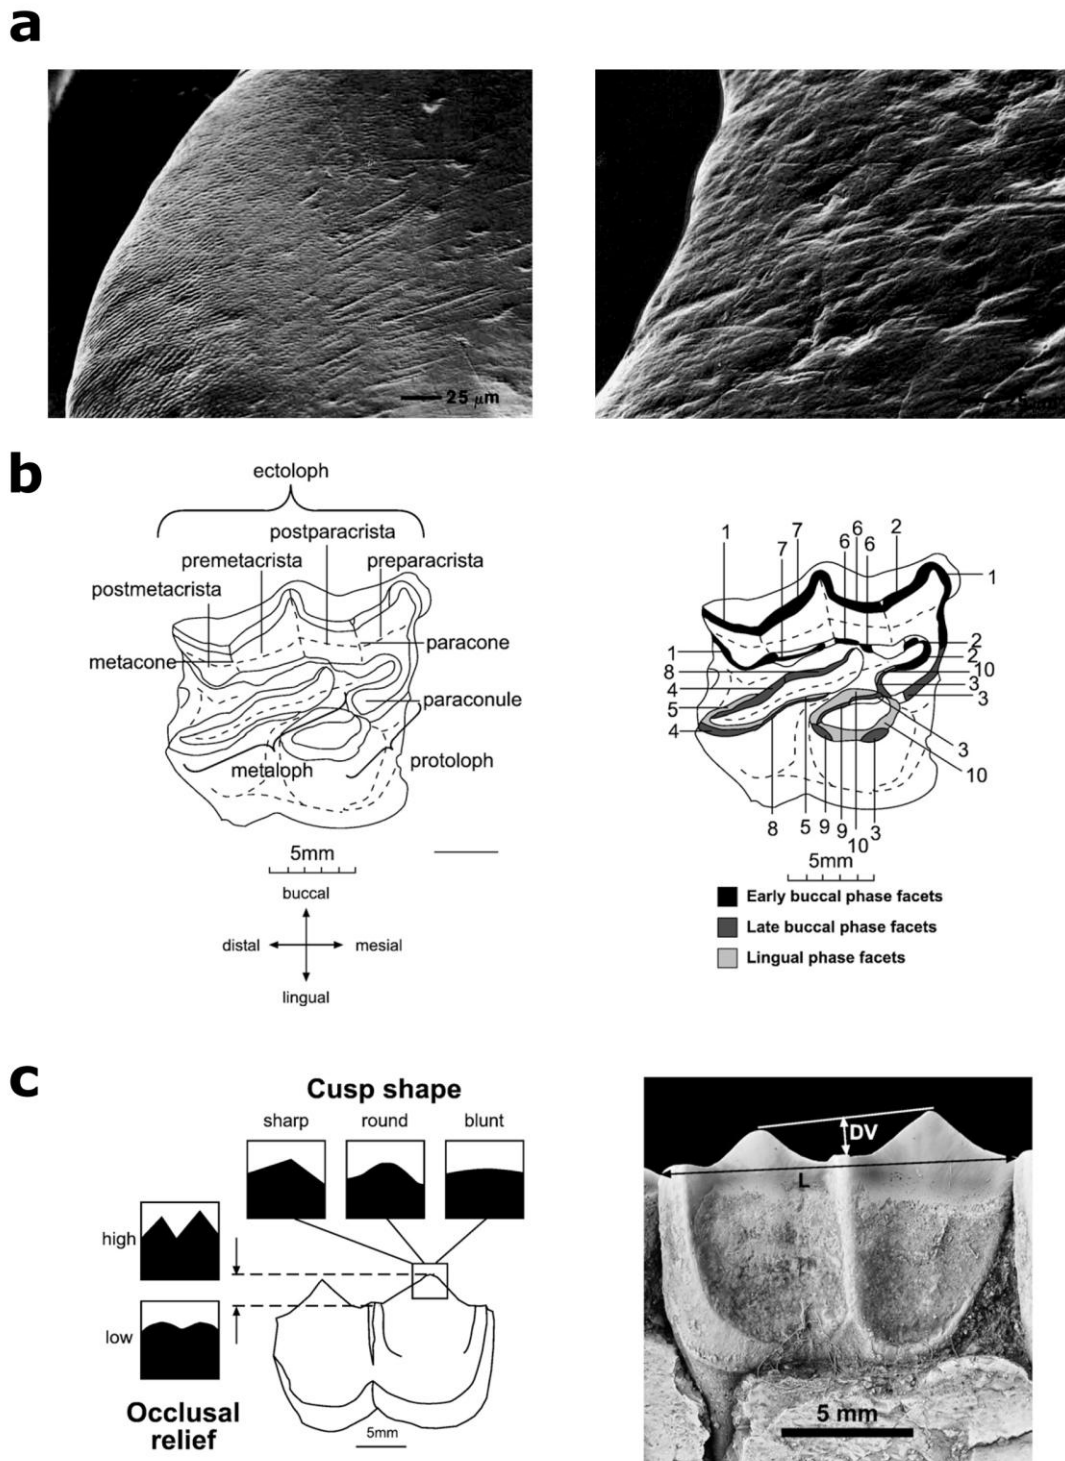 a
25 µm
b
ectoloph
postparacrista
premetacrista
preparacrista
postmetacrista
paracone
metacone
paraconule
metaloph
protoloph
5mm
buccal
distal
mesial
lingual
6
1 7 6 6 2
7
1
1
2
2
8
10
4
3
5
3
4
3
10
8 5 9 9 3
10
5mm
Early buccal phase facets
Late buccal phase facets
Lingual phase facets
c
Cusp shape
sharp round blunt
high
low
Occlusal
relief
5mm
DV
L
5 mm